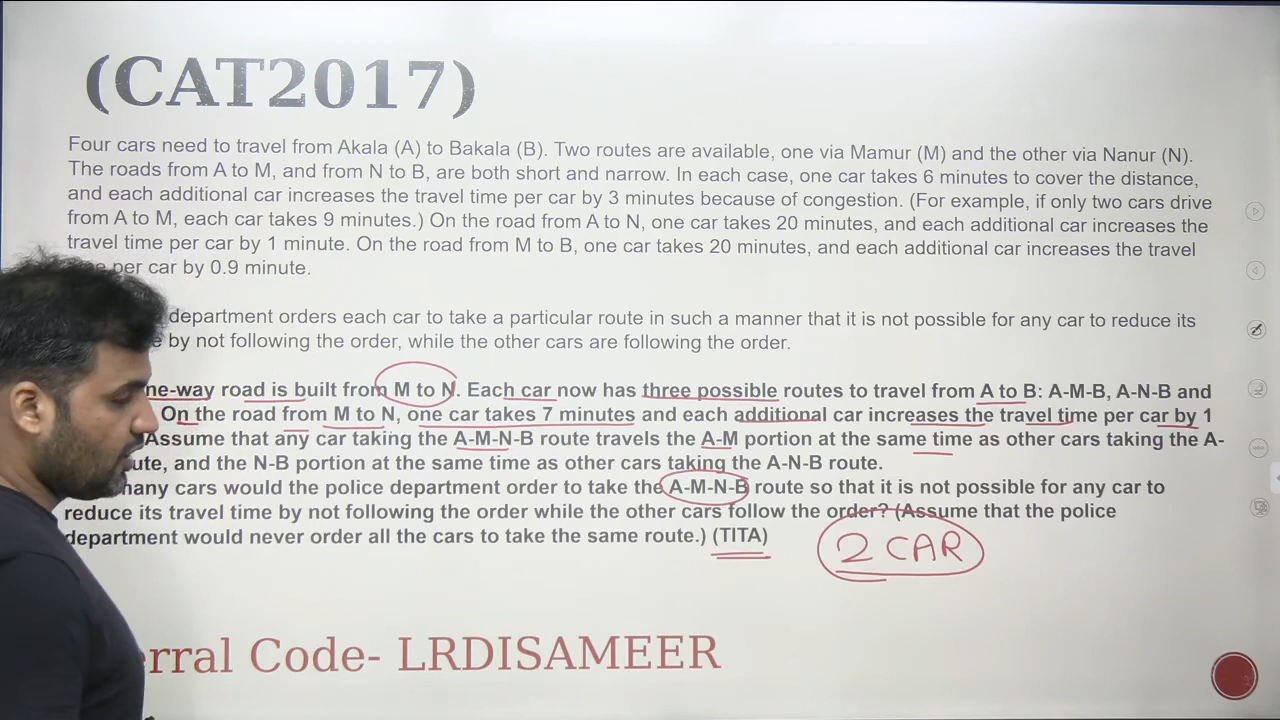 (CAT2017)
Four cars need to travel from Akala (A) to Bakala (B). Two routes are available, one via Mamur (M) and the other via Nanur (N).
The roads from A to M, and from N to B, are both short and narrow. In each case, one car takes 6 minutes to cover the distance,
and each additional car increases the travel time per car by 3 minutes because of congestion. (For example, if only two cars drive
from A to M, each car takes 9 minutes.) On the road from A to N, one car takes 20 minutes, and each additional car increases the
travel time per car by 1 minute. On the road from M to B, one car takes 20 minutes, and each additional car increases the travel
per car by 0.9 minute.
department orders each car to take a particular route in such a manner that it is not possible for any car to reduce its
by not following the order, while the other cars are following the order.
road is built from M to N. Each car now has three possible routes to travel from A to B: A-M-B, A-N-B and
On the road from M to N, one car takes 7 minutes and each additional car increases the travel time per car by 1
Assume that any car taking the A-M-N-B route travels the A-M portion at the same time as other cars taking the A-
and the N-B portion at the same time as other cars taking the A-N-B route.
cars would the police department order to take the A-M-N-B route so that it is not possible for any car to
reduce its travel time by not following the order while the other cars follow the order? (Assume that the police
department would never order all the cars to take the same route.) (TITA)
2 CAR
Code- LRDISAMEER